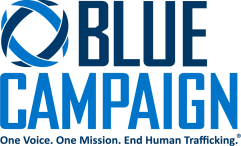 BLUE
CAMPAIGN
One Voice. One Mission. End Human Trafficking.®